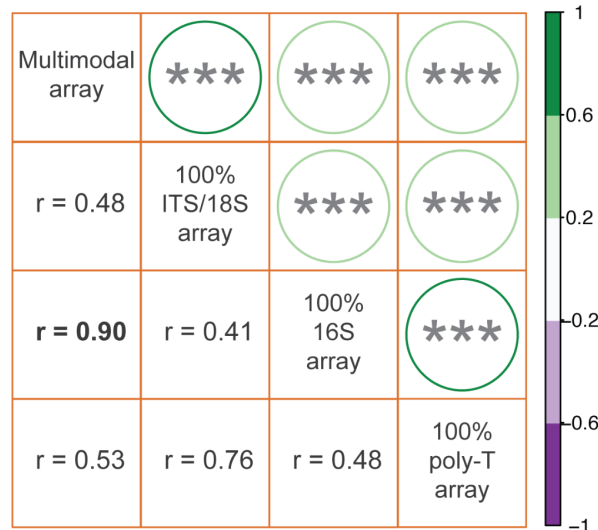 Multimodal
array
***
***
***
r = 0.48
100%
ITS/18S
array
***
***
r = 0.90
r = 0.41
100%
16S
array
***
r = 0.53
r = 0.76
r = 0.48
100%
poly-T
array
1
0.6
0.2
−0.2
−0.6
−1